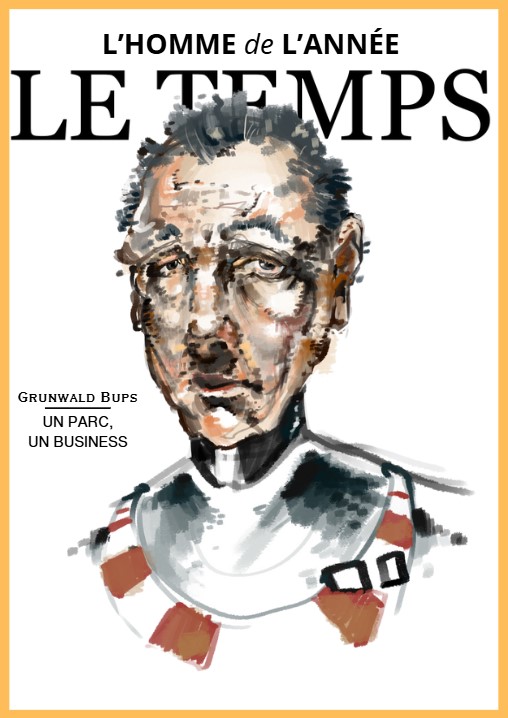 L’HOMME de L’ANNÉE
LE TEMPS
GRUNWALD BUPS
UN PARC,
UN BUSINESS